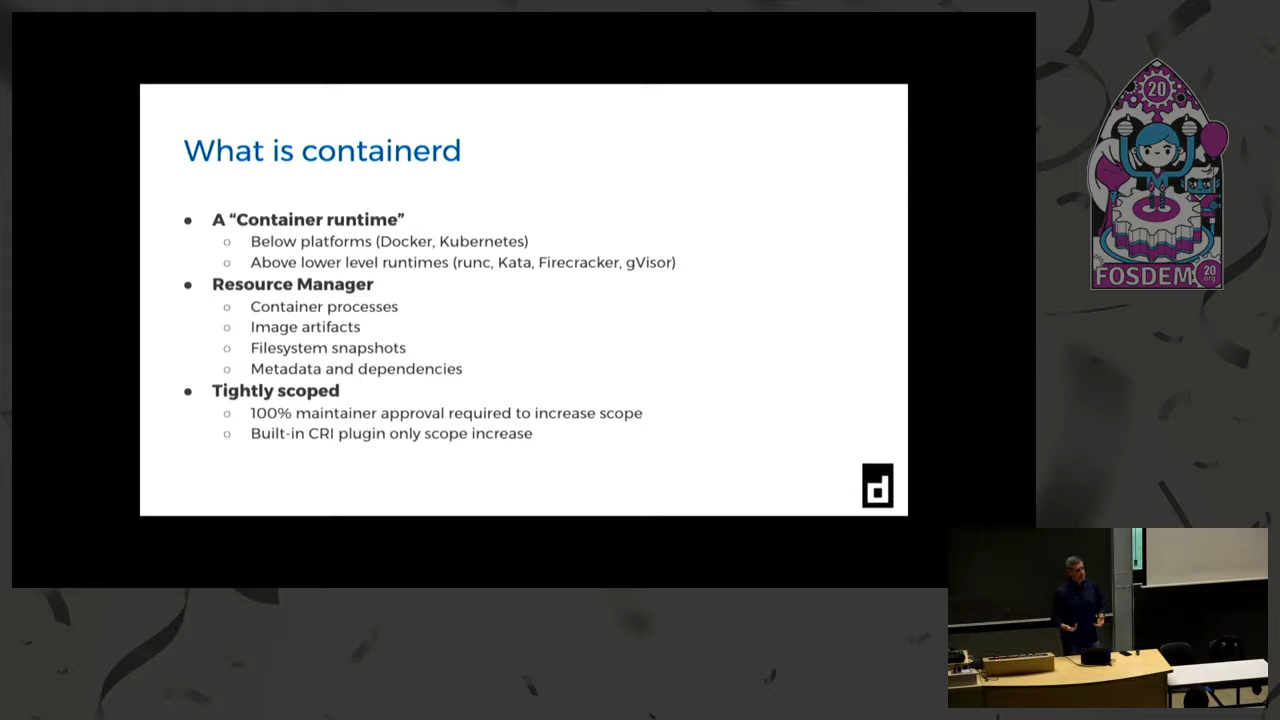 What is containerd
● A “Container runtime”
○ Below platforms (Docker, Kubernetes)
○ Above lower level runtimes (runc, Kata, Firecracker, gVisor)
● Resource Manager
○ Container processes
○ Image artifacts
○ Filesystem snapshots
○ Metadata and dependencies
● Tightly scoped
○ 100% maintainer approval required to increase scope
○ Built-in CRI plugin only scope increase
d
20
FOSDEM
20
.org